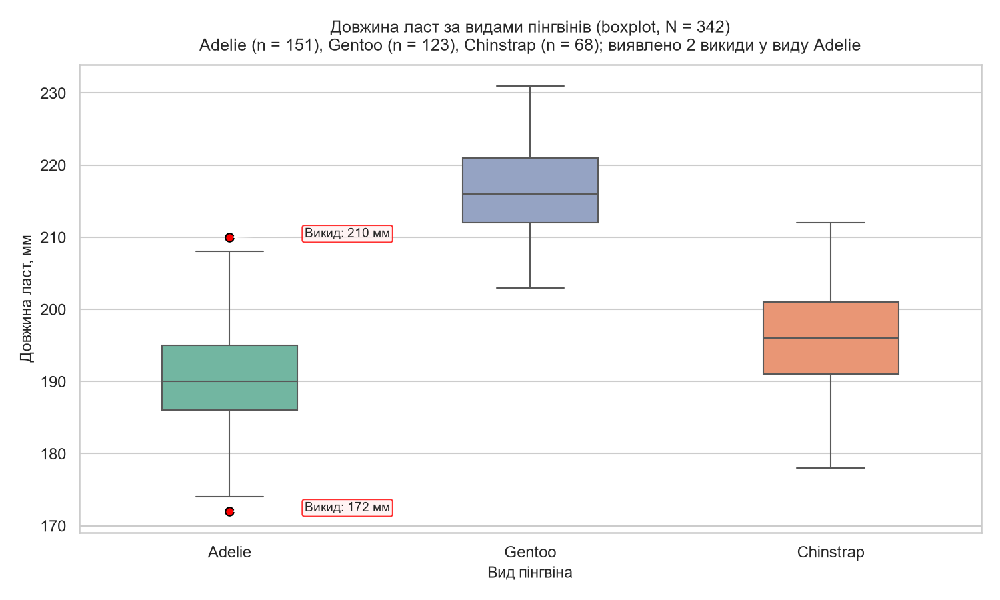 Довжина ласт за видами пінгвінів (boxplot, N = 342)
Adelie (n = 151), Gentoo (n = 123), Chinstrap (n = 68); виявлено 2 викиди у виду Adelie
Довжина ласт, мм
230
220
210
200
190
180
170
Викид: 210 мм
Викид: 172 мм
Adelie
Gentoo
Chinstrap
Вид пінгвіна